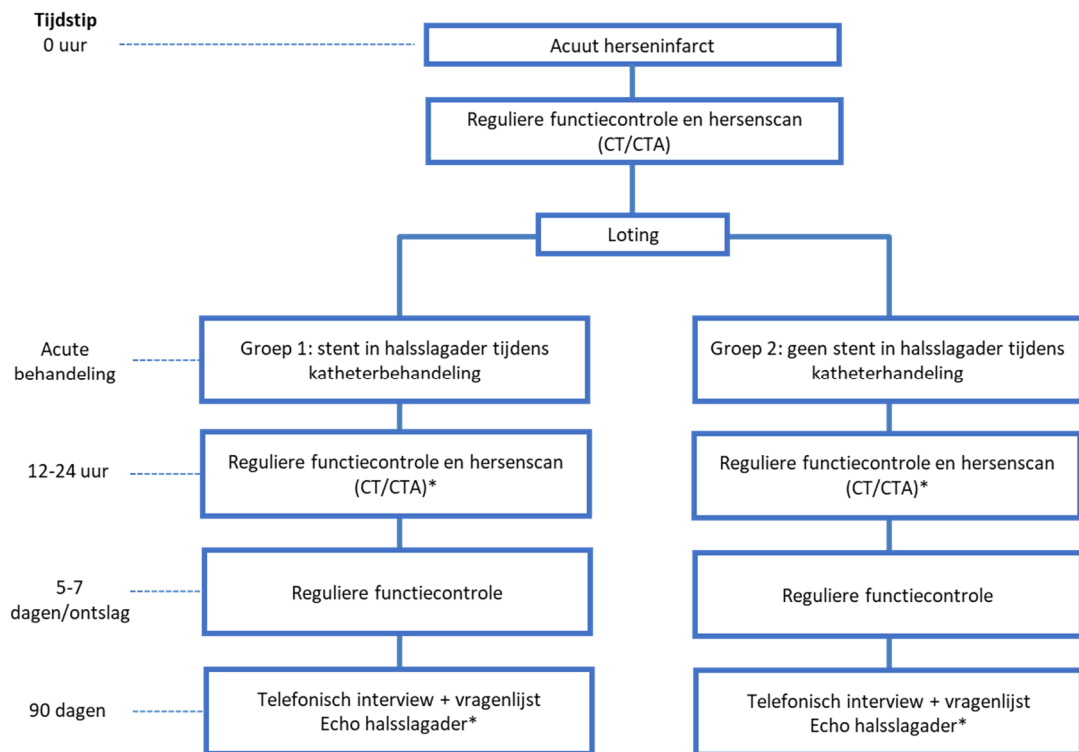 Tijdstip
0 uur
Acuut herseninfarct
Reguliere functiecontrole en hersenscan
(CT/CTA)
Loting
Acute
behandeling
Groep 1: stent in halsslagader tijdens
katheterbehandeling
Groep 2: geen stent in halsslagader tijdens
katheterhandeling
12-24 uur
Reguliere functiecontrole en hersenscan
(CT/CTA)*
Reguliere functiecontrole en hersenscan
(CT/CTA)*
5-7
dagen/ontslag
Reguliere functiecontrole
Reguliere functiecontrole
90 dagen
Telefonisch interview + vragenlijst
Echo halsslagader*
Telefonisch interview + vragenlijst
Echo halsslagader*